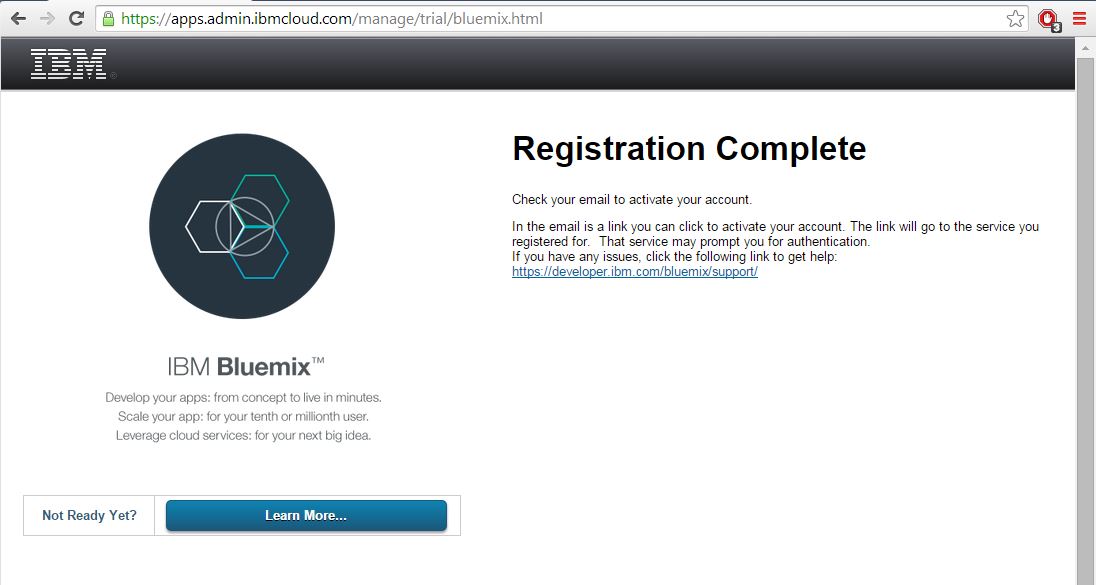 https://apps.admin.ibmcloud.com/manage/trial/bluemix.html
3
IBM®
Registration Complete
Check your email to activate your account.
In the email is a link you can click to activate your account. The link will go to the service you
registered for.  That service may prompt you for authentication.
If you have any issues, click the following link to get help:
https://developer.ibm.com/bluemix/support/
IBM Bluemix™
Develop your apps: from concept to live in minutes.
Scale your app: for your tenth or millionth user.
Leverage cloud services: for your next big idea.
Not Ready Yet?
Learn More...